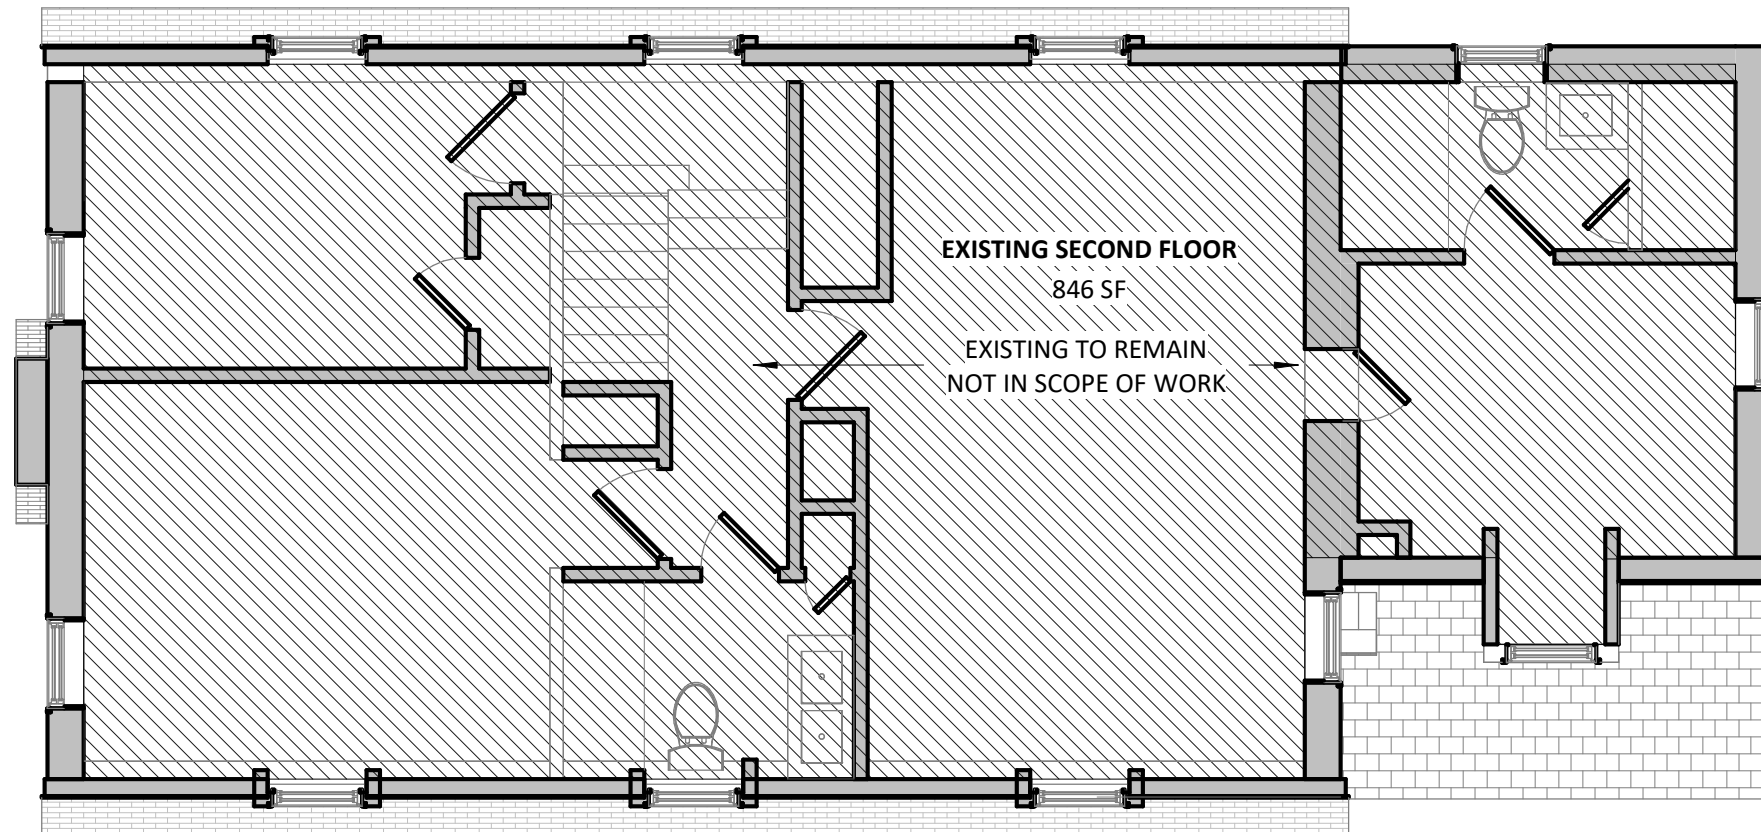 EXISTING SECOND FLOOR
846 SF
EXISTING TO REMAIN
NOT IN SCOPE OF WORK